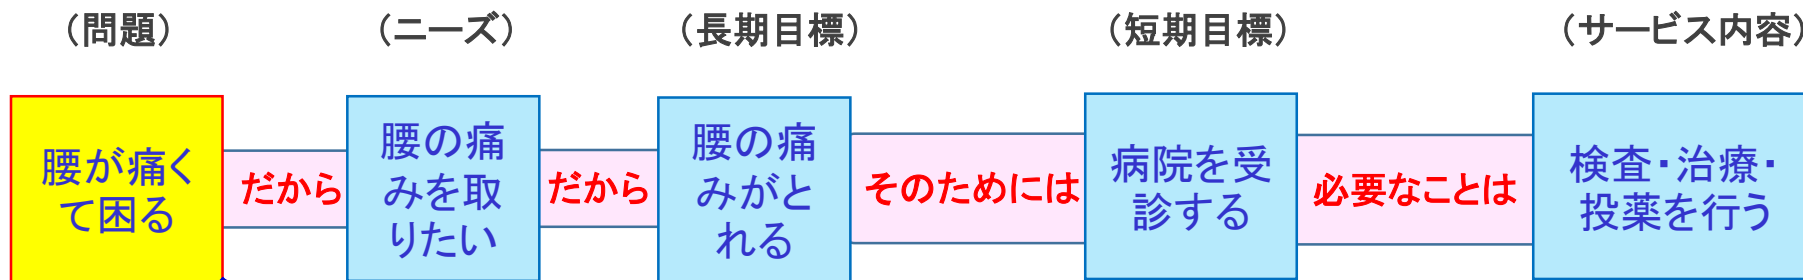 （問題）
（ニーズ）
（長期目標）
（短期目標）
（サービス内容）
腰が痛く
て困る
だから
腰の痛
みを取
りたい
だから
腰の痛
みがと
れる
そのためには
病院を受
診する
必要なことは
検査・治療・
投薬を行う